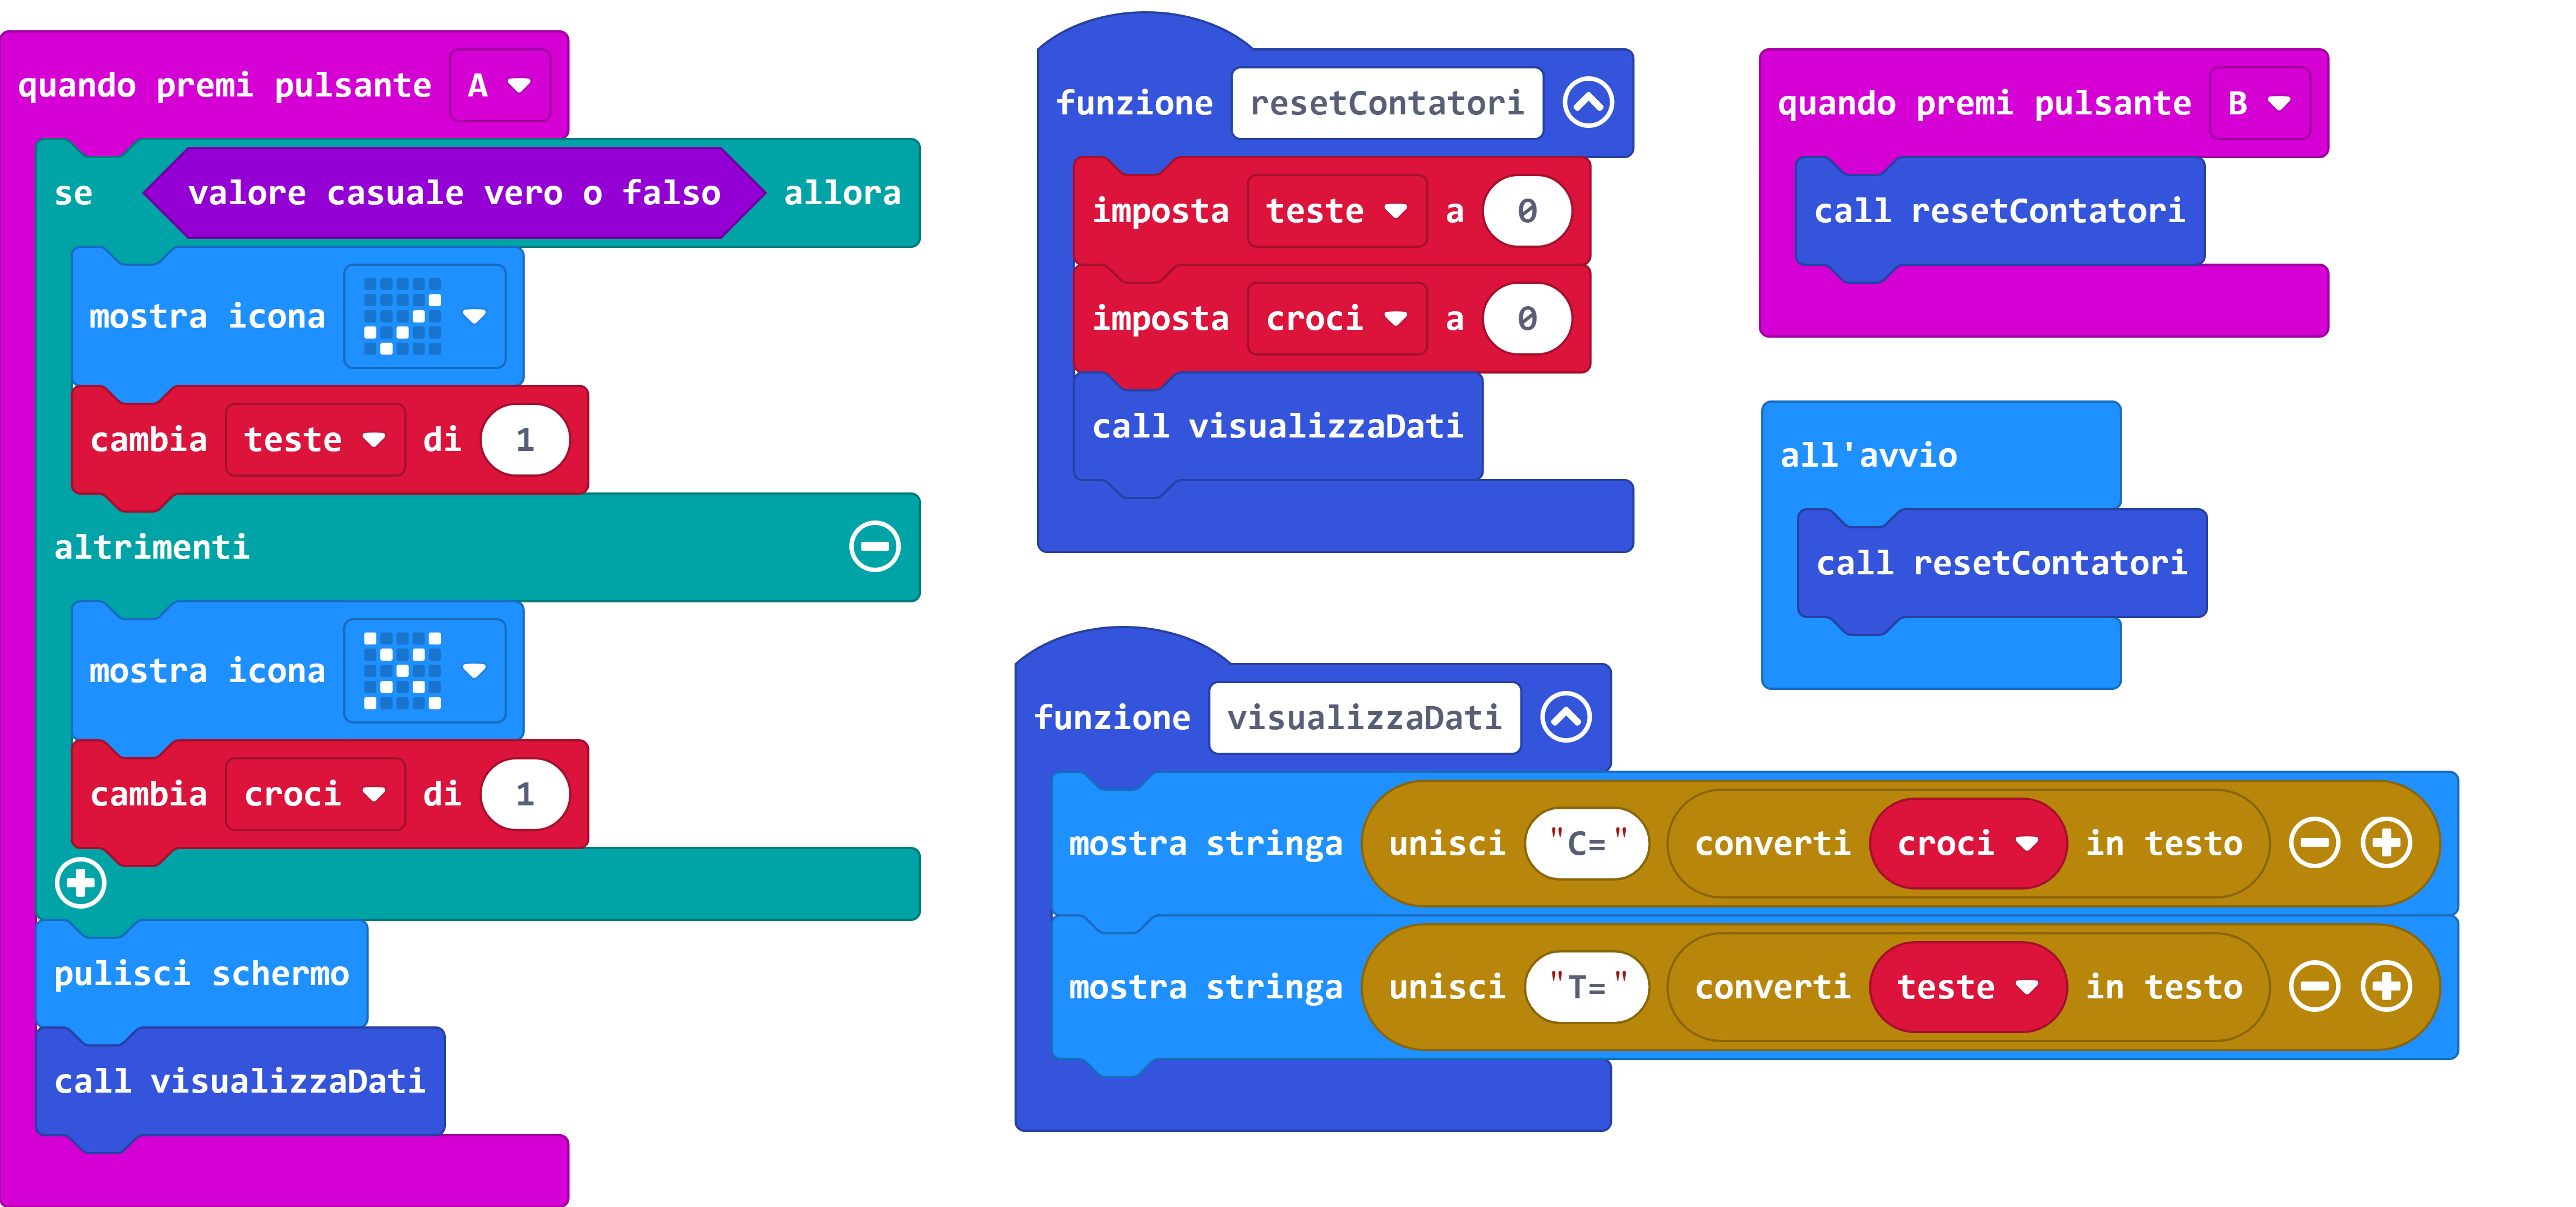 quando premi pulsante A
se valore casuale vero o falso allora
mostra icona
cambia teste di 1
altrimenti
mostra icona
cambia croci di 1
pulisci schermo
call visualizzaDati
funzione resetContatori
imposta teste a 0
imposta croci a 0
call visualizzaDati
quando premi pulsante B
call resetContatori
all'avvio
call resetContatori
funzione visualizzaDati
mostra stringa unisci "C=" converti croci in testo
mostra stringa unisci "T=" converti teste in testo